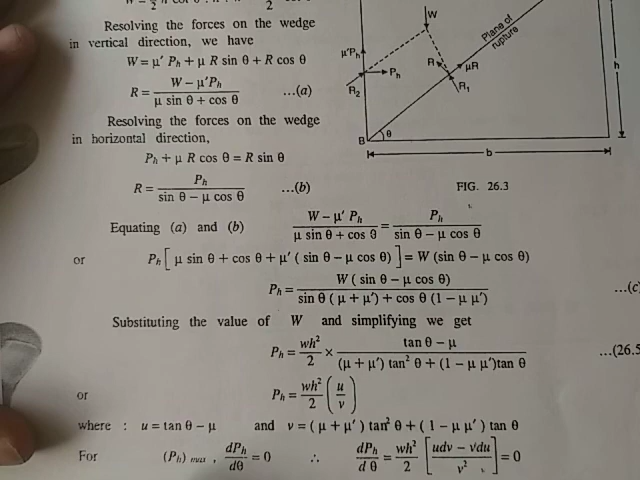 W
Resolving the forces on the wedge
in vertical direction, we have
W = μ' Pₕ + μ R sin θ + R cos θ
R = (W – μ'Pₕ) / (μ sin θ + cos θ) ...(a)
Resolving the forces on the wedge
in horizontal direction,
Pₕ + μ R cos θ = R sin θ
R = Pₕ / (sin θ – μ cos θ) ...(b)
W
Plane of
rupture
μ'Pₕ
Pₕ
R
μR
R₂
R₁
h
B
θ
b
FIG. 26.3
Equating (a) and (b) (W – μ' Pₕ) / (μ sin θ + cos θ) = Pₕ / (sin θ – μ cos θ)
or Pₕ [ μ sin θ + cos θ + μ' ( sin θ – μ cos θ) ] = W (sin θ – μ cos θ)
Pₕ = W ( sin θ – μ cos θ) / (sin θ ( μ + μ') + cos θ (1 – μ μ')) ...(c
Substituting the value of W and simplifying we get
Pₕ = wh²/2 × (tan θ – μ) / ((μ + μ') tan² θ + (1 – μ μ')tan θ) ...(26.5
or Pₕ = wh²/2 (u/v)
where : u = tan θ – μ and v = ( μ + μ' ) tan² θ + ( 1 – μ μ' ) tan θ
For (Pₕ) max , dPₕ/dθ = 0 ∴ dPₕ/d θ = wh²/2 [ (udv – vdu) / v² ] = 0